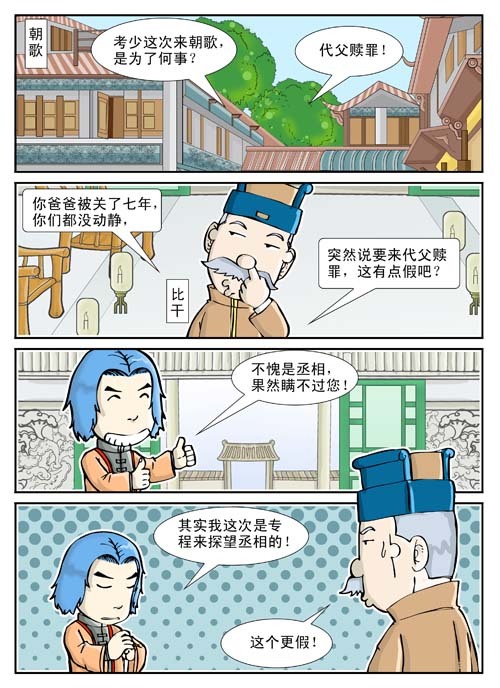 朝歌
考少这次来朝歌，
是为了何事？
代父赎罪！
你爸爸被关了七年，
你们都没动静，
比干
突然说要来代父赎
罪，这有点假吧？
不愧是丞相，
果然瞒不过您！
其实我这次是专
程来探望丞相的！
这个更假！